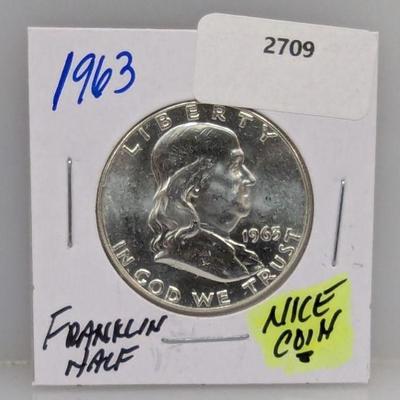 2709
1963
LIBERTY
1963
IN GOD WE TRUST
FRANKLIN
HALF
NICE
COIN